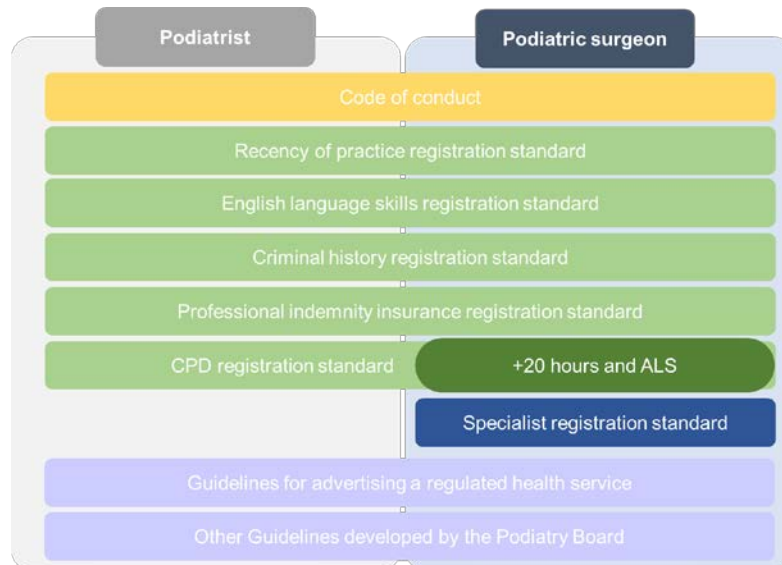 Podiatrist
Podiatric surgeon
Code of conduct
Recency of practice registration standard
English language skills registration standard
Criminal history registration standard
Professional indemnity insurance registration standard
CPD registration standard
+20 hours and ALS
Specialist registration standard
Guidelines for advertising a regulated health service
Other Guidelines developed by the Podiatry Board